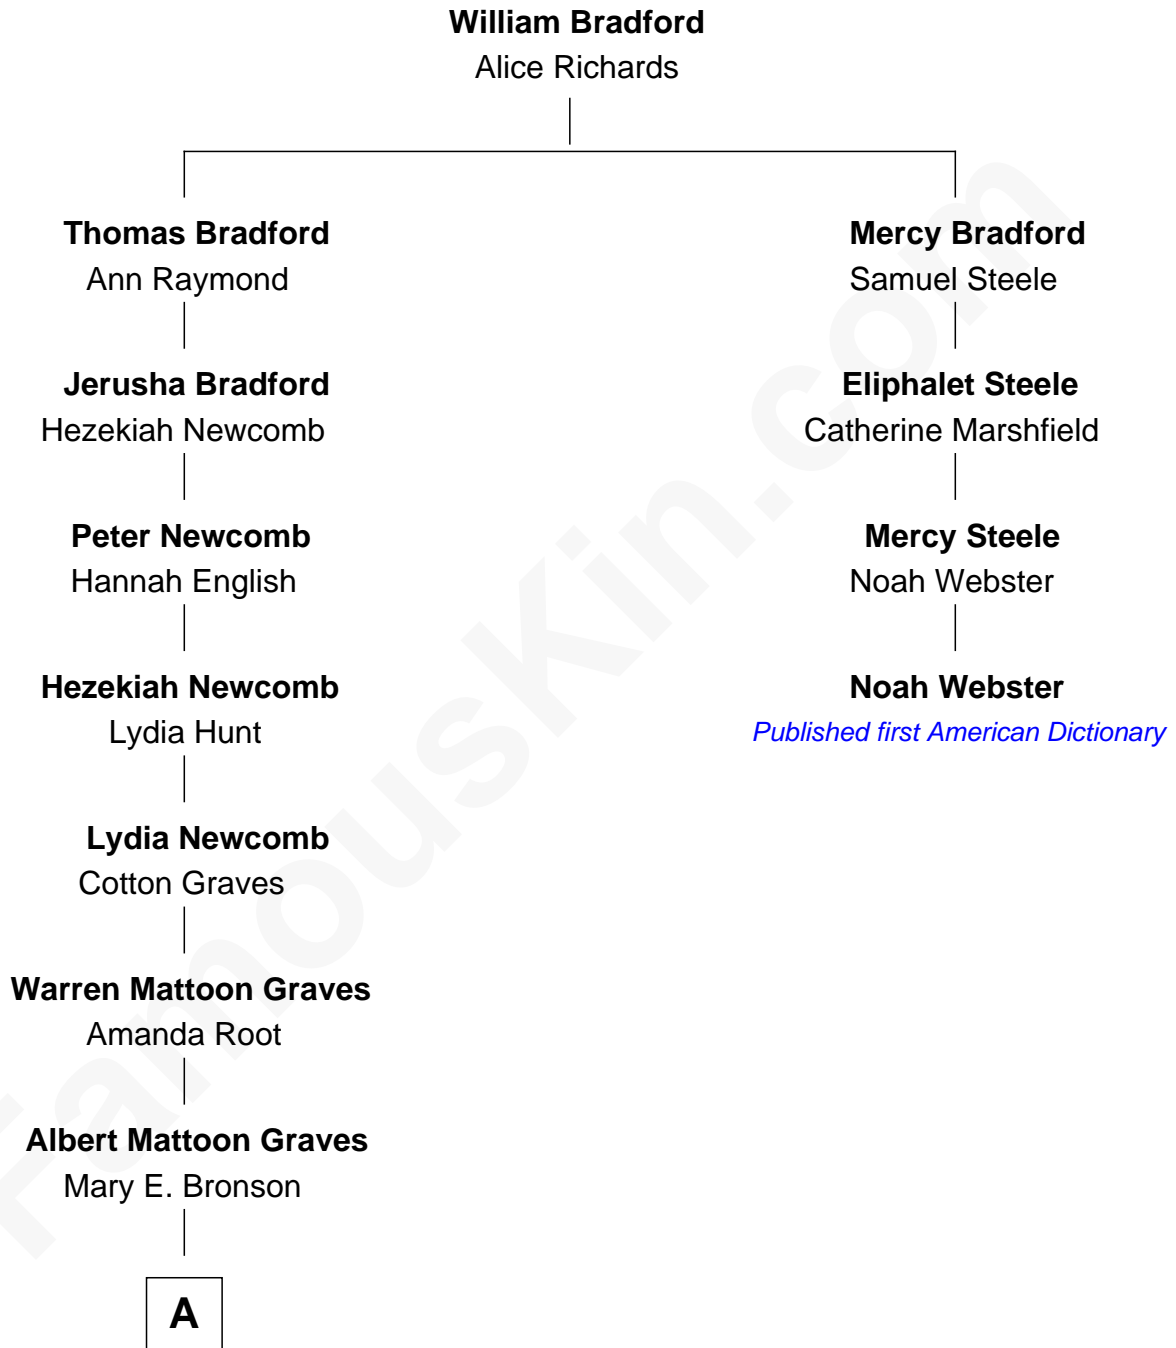 William Bradford
Alice Richards
Thomas Bradford
Ann Raymond
Mercy Bradford
Samuel Steele
Jerusha Bradford
Hezekiah Newcomb
Eliphalet Steele
Catherine Marshfield
Peter Newcomb
Hannah English
Mercy Steele
Noah Webster
Hezekiah Newcomb
Lydia Hunt
Noah Webster
Published first American Dictionary
Lydia Newcomb
Cotton Graves
Warren Mattoon Graves
Amanda Root
Albert Mattoon Graves
Mary E. Bronson
A
FamousKin.com